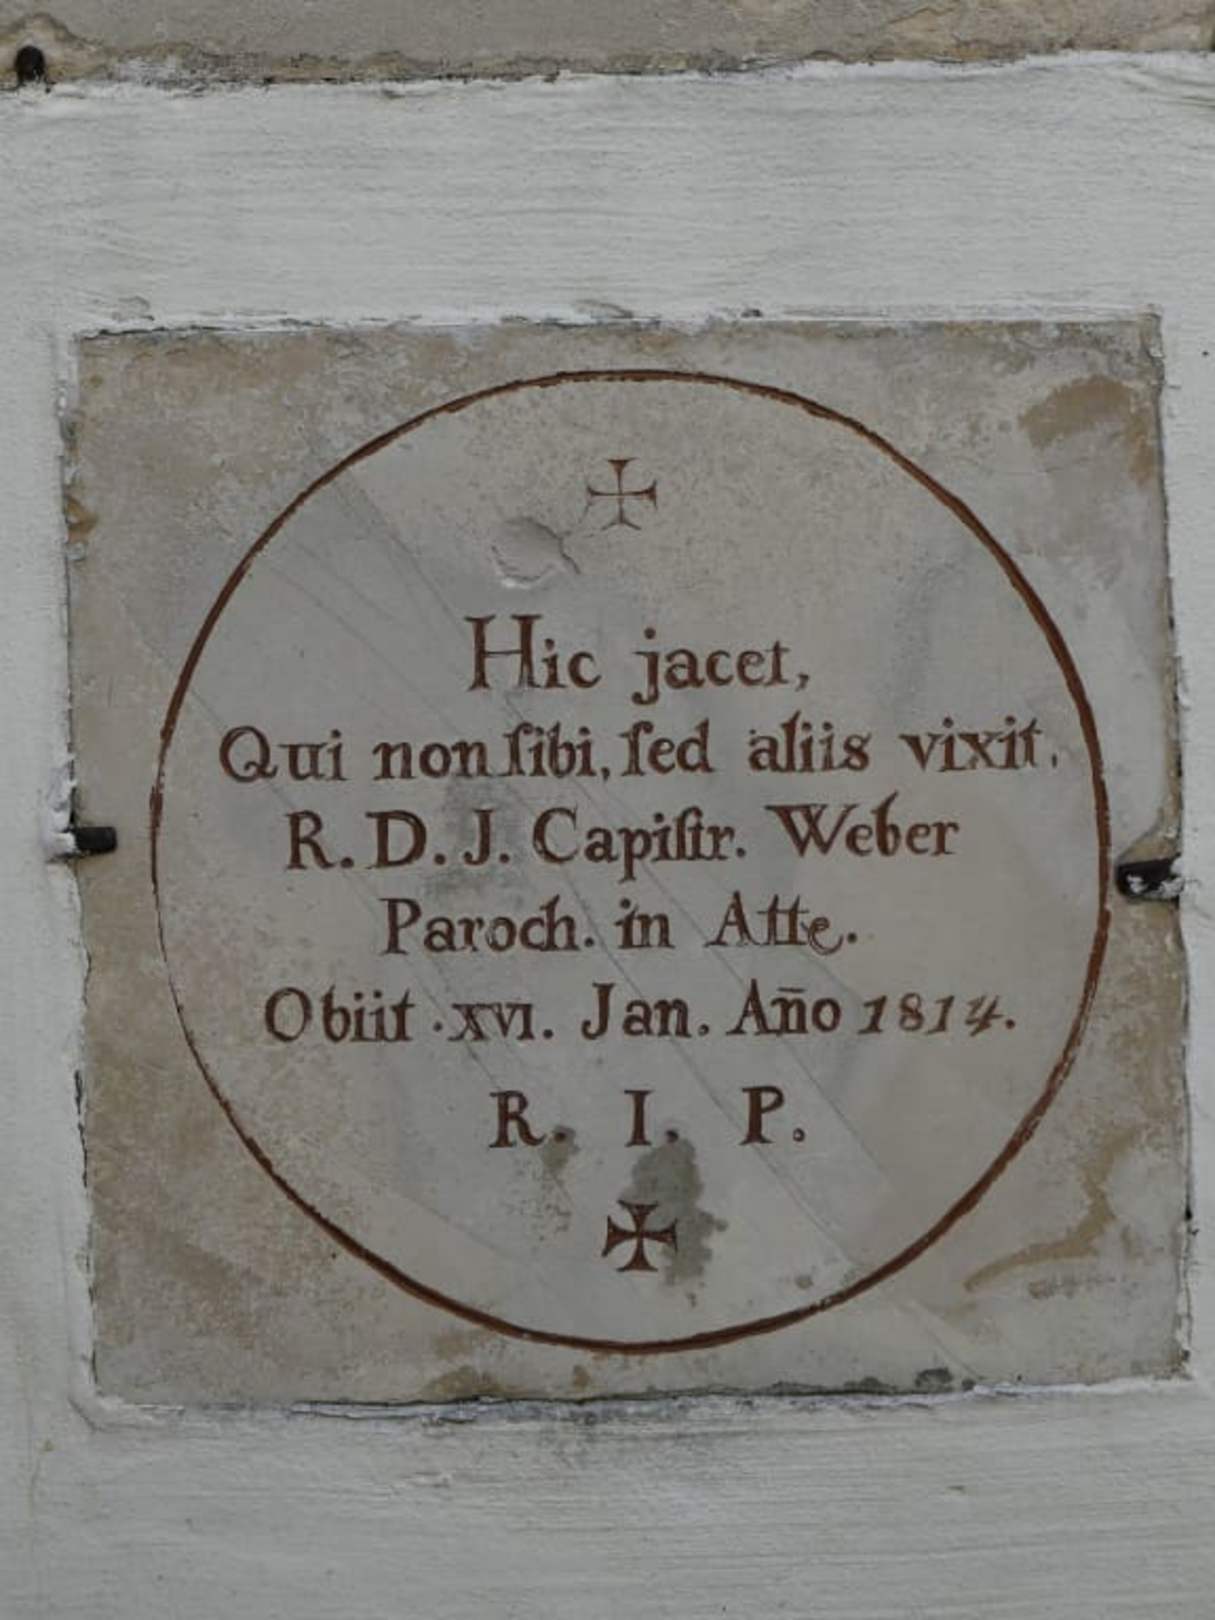 Hic jacet,
Qui non ſibi, ſed aliis vixit.
R. D. J. Capiſtr. Weber
Paroch. in Atte.
Obiit xvi. Jan. Año 1814.
R. I. P.